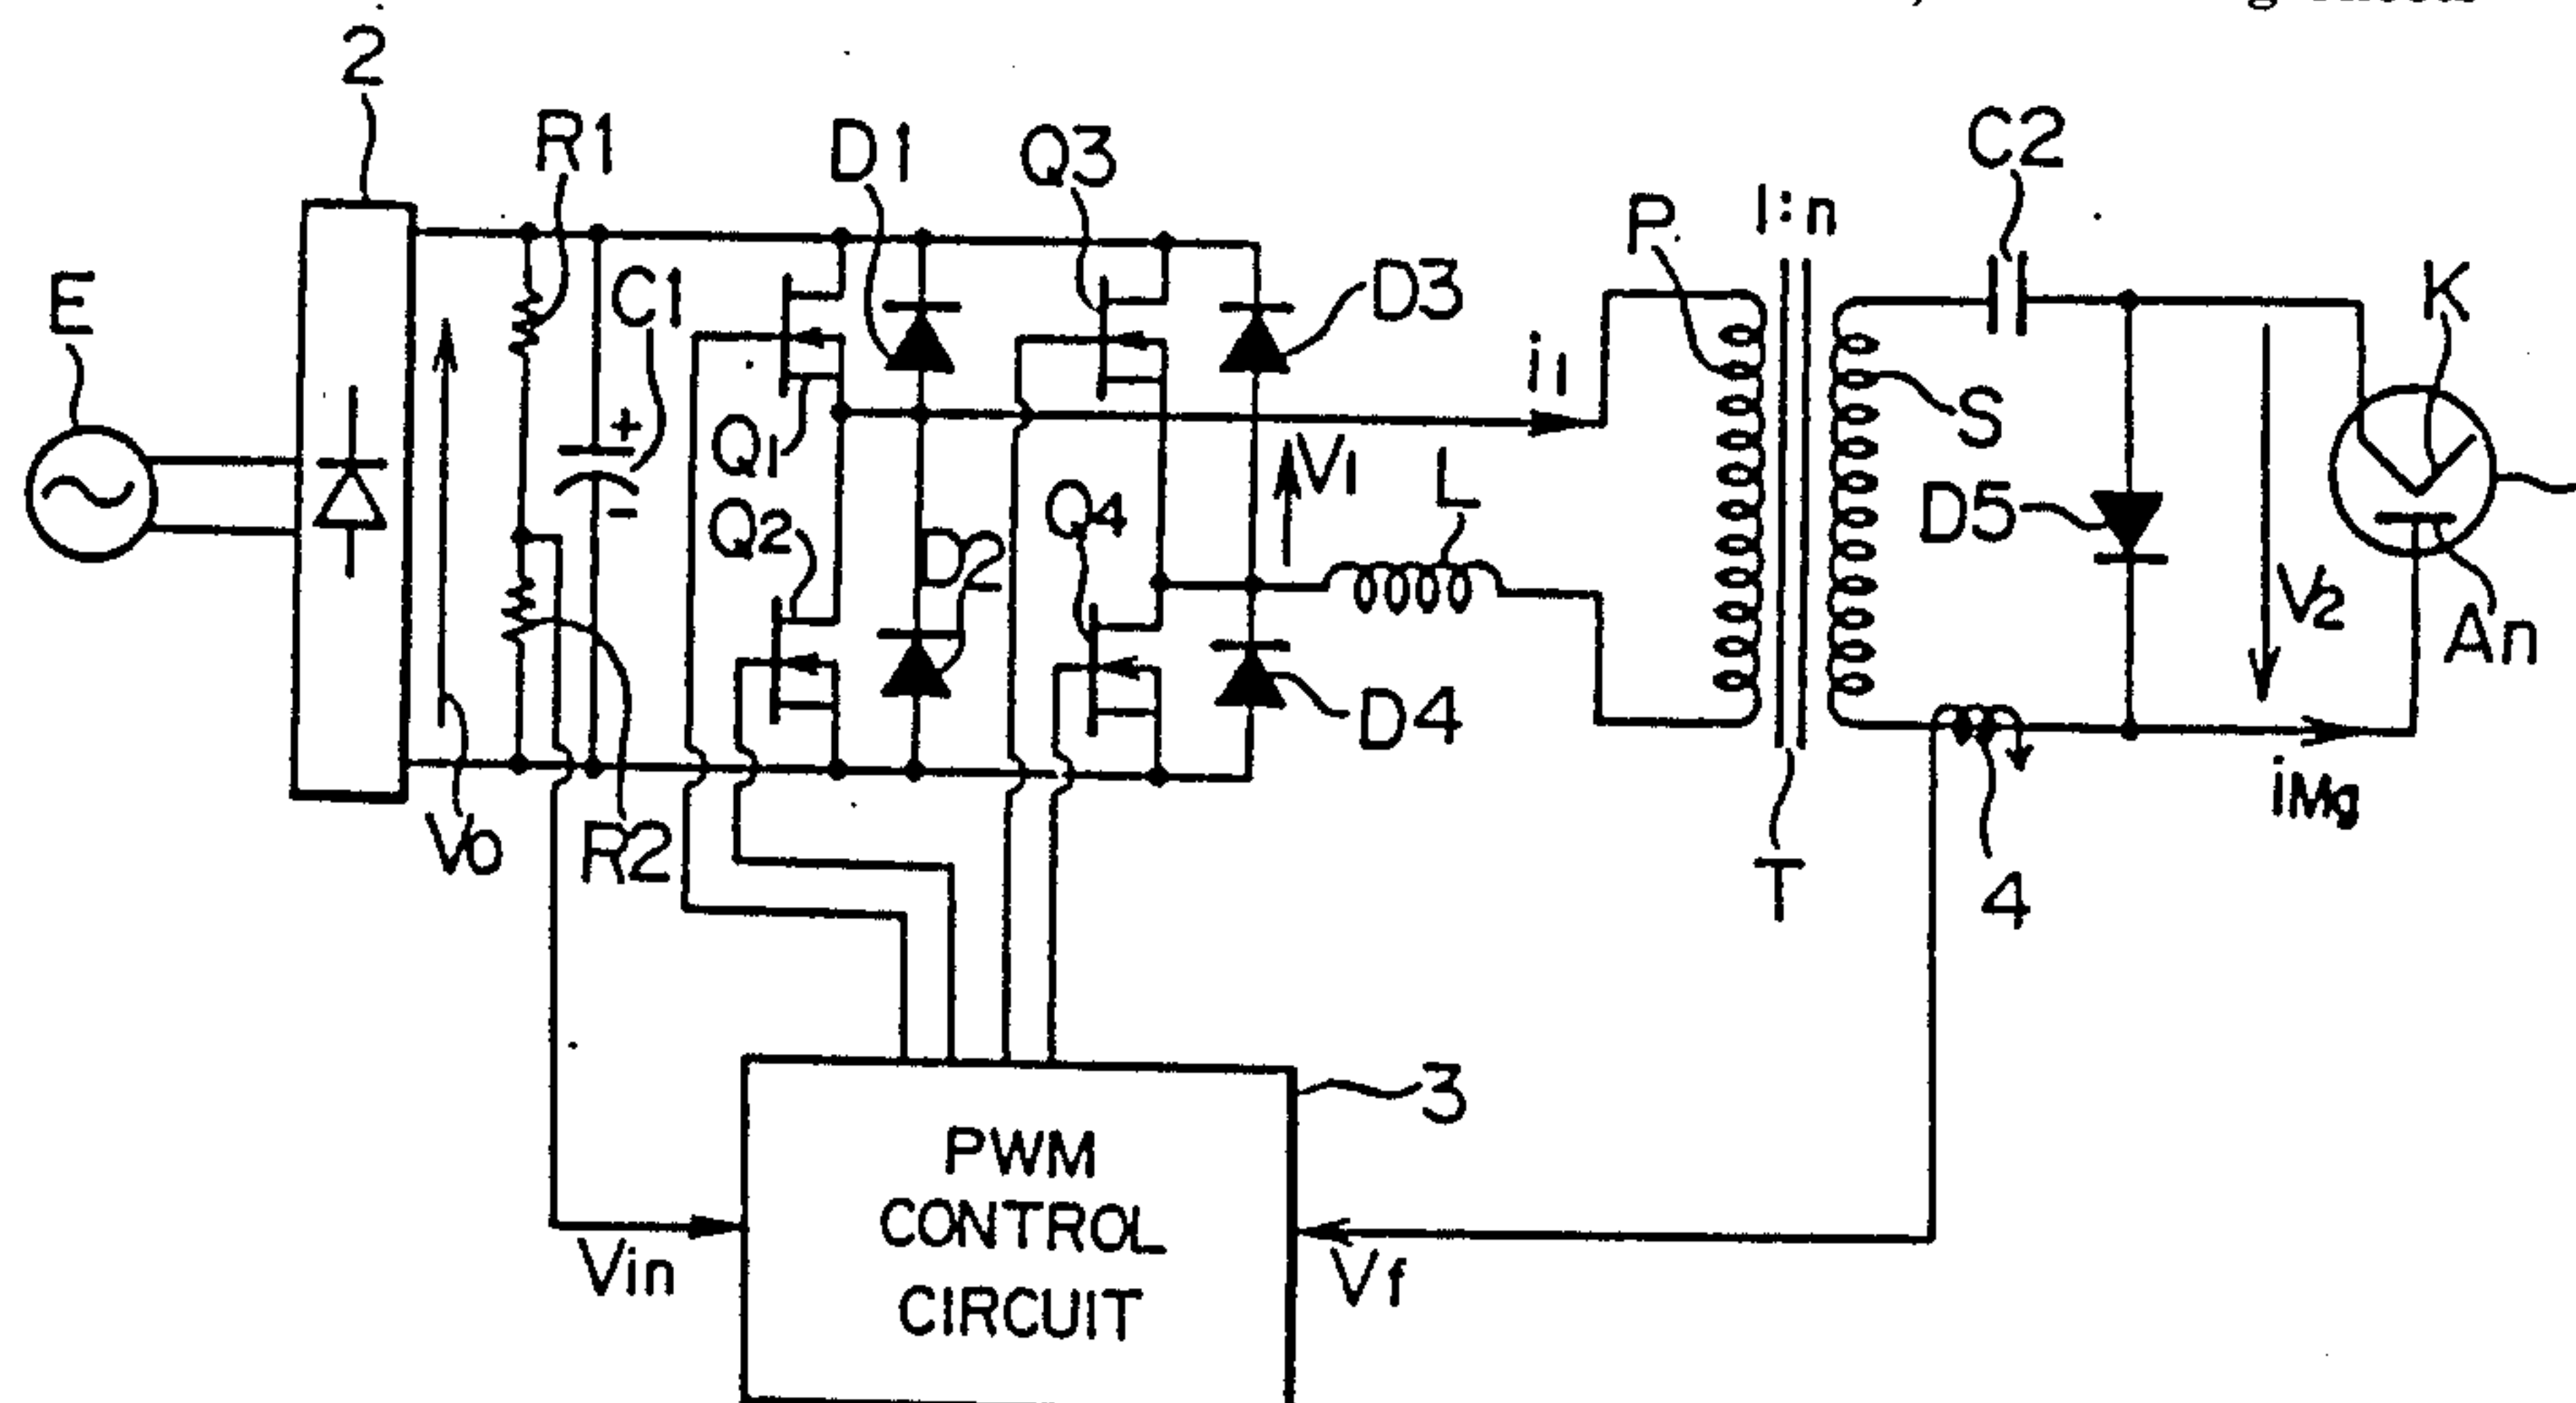 2
R1
D1
Q3
C2
P
1:n
E
C1
D3
K
i1
+
Q1
V1
L
S
Q2
-
D2
Q4
D5
V2
An
D4
Vo
R2
T
4
iMg
3
PWM
CONTROL
CIRCUIT
Vin
Vf